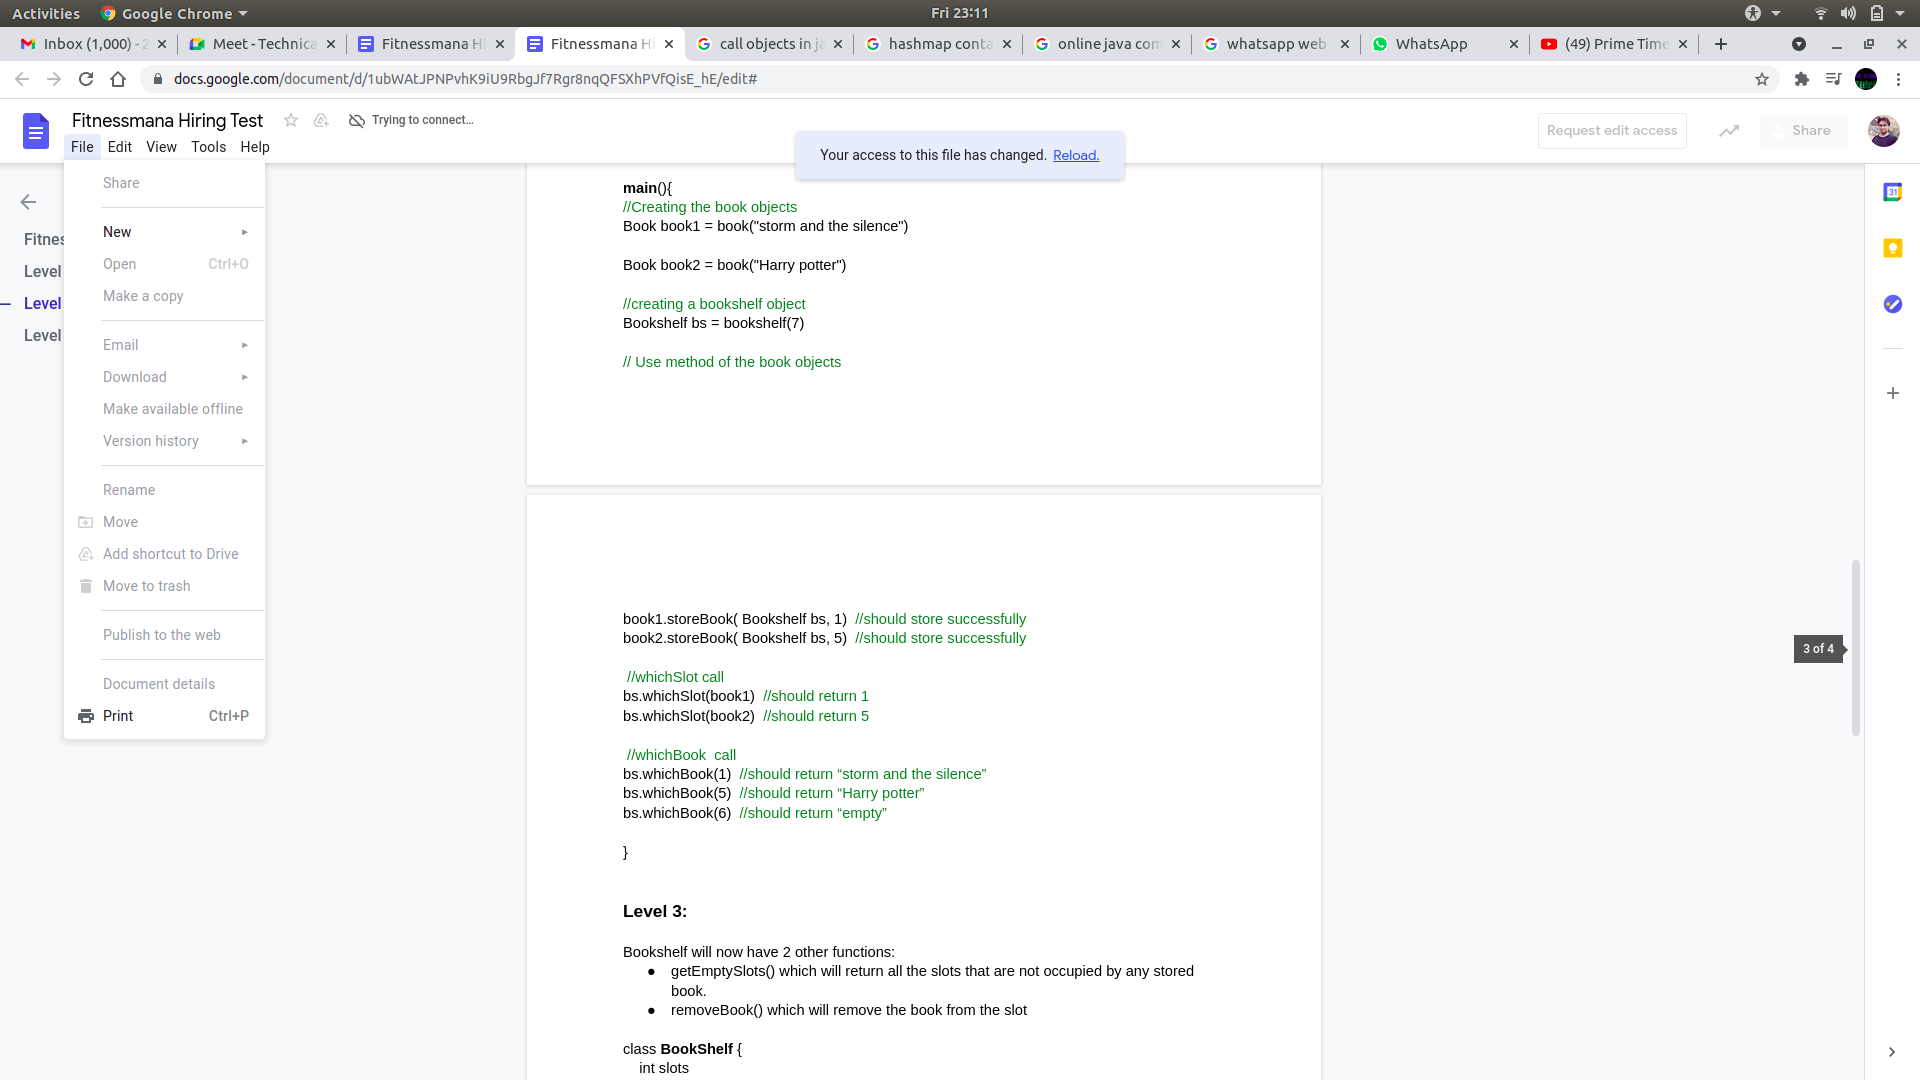 Activities Google Chrome Fri 23:11
Inbox (1,000) - 2 Meet - Technica Fitnessmana Hi Fitnessmana Hi call objects in ja hashmap conta online java com whatsapp web WhatsApp (49) Prime Time
docs.google.com/document/d/1ubWAtJPNPvhK9iU9RbgJf7Rgr8nqQFSXhPVfQisE_hE/edit#
Fitnessmana Hiring Test Trying to connect...
File Edit View Tools Help
Your access to this file has changed. Reload.
Request edit access Share
Share
New
Open Ctrl+O
Make a copy
Email
Download
Make available offline
Version history
Rename
Move
Add shortcut to Drive
Move to trash
Publish to the web
Document details
Print Ctrl+P
Fitnes
Level
Level
Level
main(){
//Creating the book objects
Book book1 = book("storm and the silence")
Book book2 = book("Harry potter")
//creating a bookshelf object
Bookshelf bs = bookshelf(7)
// Use method of the book objects
book1.storeBook( Bookshelf bs, 1) //should store successfully
book2.storeBook( Bookshelf bs, 5) //should store successfully
//whichSlot call
bs.whichSlot(book1) //should return 1
bs.whichSlot(book2) //should return 5
//whichBook call
bs.whichBook(1) //should return “storm and the silence”
bs.whichBook(5) //should return “Harry potter”
bs.whichBook(6) //should return “empty”
}
Level 3:
Bookshelf will now have 2 other functions:
● getEmptySlots() which will return all the slots that are not occupied by any stored
book.
● removeBook() which will remove the book from the slot
class BookShelf {
int slots
3 of 4
31